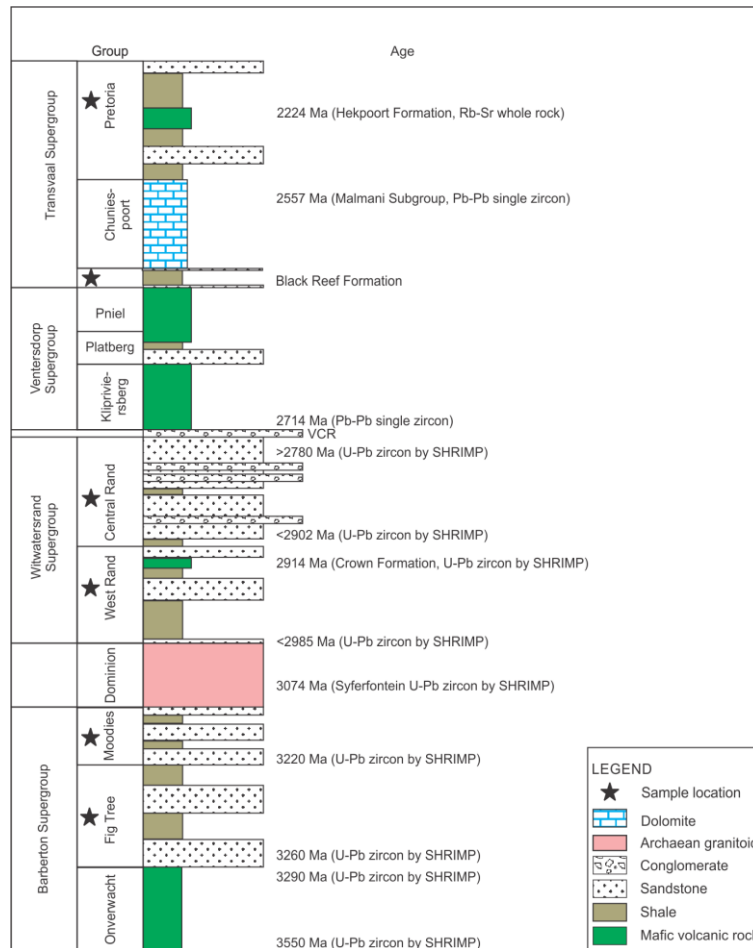 Group
Age
Transvaal Supergroup
Pretoria
2224 Ma (Hekpoort Formation, Rb-Sr whole rock)
Chunies-
poort
2557 Ma (Malmani Subgroup, Pb-Pb single zircon)
Black Reef Formation
Ventersdorp
Supergroup
Pniel
Platberg
Kliprivie-
rsberg
2714 Ma (Pb-Pb single zircon)
VCR
Witwatersrand
Supergroup
Central Rand
>2780 Ma (U-Pb zircon by SHRIMP)
<2902 Ma (U-Pb zircon by SHRIMP)
West Rand
2914 Ma (Crown Formation, U-Pb zircon by SHRIMP)
<2985 Ma (U-Pb zircon by SHRIMP)
Dominion
3074 Ma (Syferfontein U-Pb zircon by SHRIMP)
Barberton Supergroup
Moodies
3220 Ma (U-Pb zircon by SHRIMP)
Fig Tree
3260 Ma (U-Pb zircon by SHRIMP)
Onverwacht
3290 Ma (U-Pb zircon by SHRIMP)
3550 Ma (U-Pb zircon by SHRIMP)
LEGEND
Sample location
Dolomite
Archaean granitoid
Conglomerate
Sandstone
Shale
Mafic volcanic rock